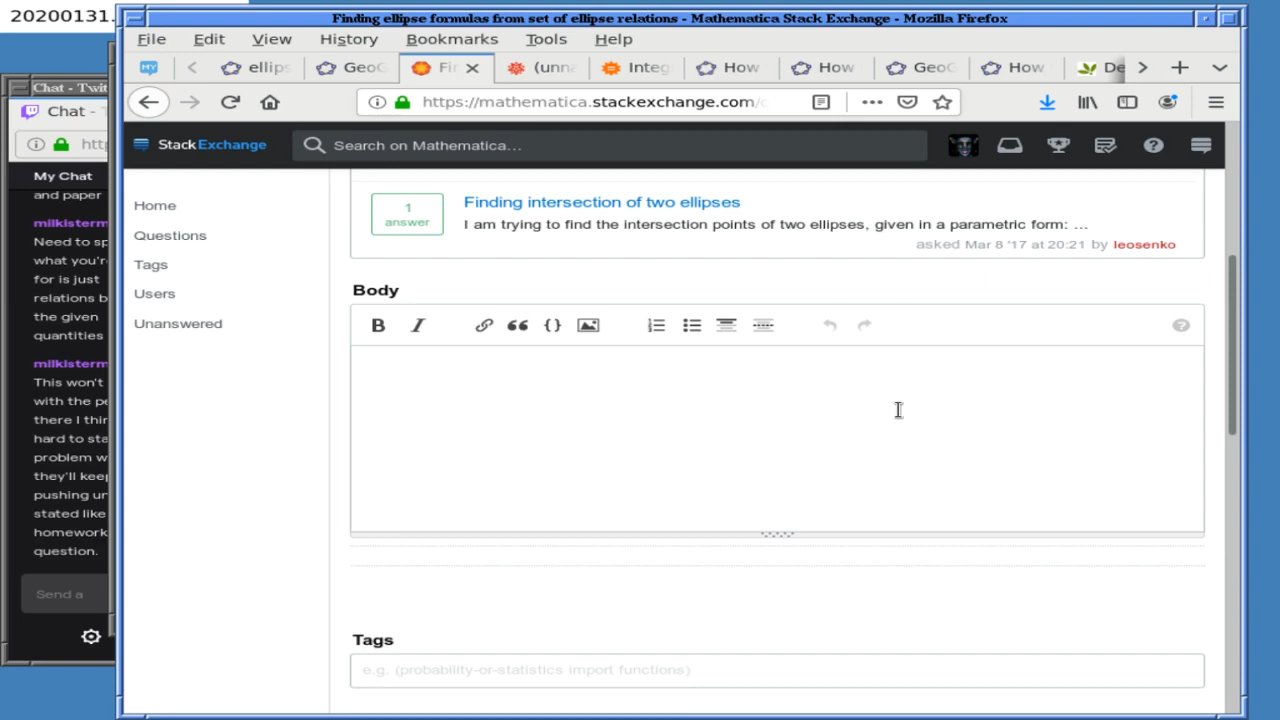 20200131.
Finding ellipse formulas from set of ellipse relations - Mathematica Stack Exchange - Mozilla Firefox
File Edit View History Bookmarks Tools Help
ellips GeoG Fi (unn Integ How How GeoG How De
https://mathematica.stackexchange.com/
StackExchange Search on Mathematica...
Home
Questions
Tags
Users
Unanswered
1
answer
Finding intersection of two ellipses
I am trying to find the intersection points of two ellipses, given in a parametric form: ...
asked Mar 8 '17 at 20:21 by leosenko
Body
B I
Tags
e.g. (probability-or-statistics import functions)
Chat - Twit
Chat -
htt
My Chat
and paper
milkisterm
Need to sp
what you'r
for is just
relations b
the given
quantities
milkisterm
This won't
with the pe
there I thin
hard to sta
problem w
they'll keep
pushing un
stated like
homework
question.
Send a